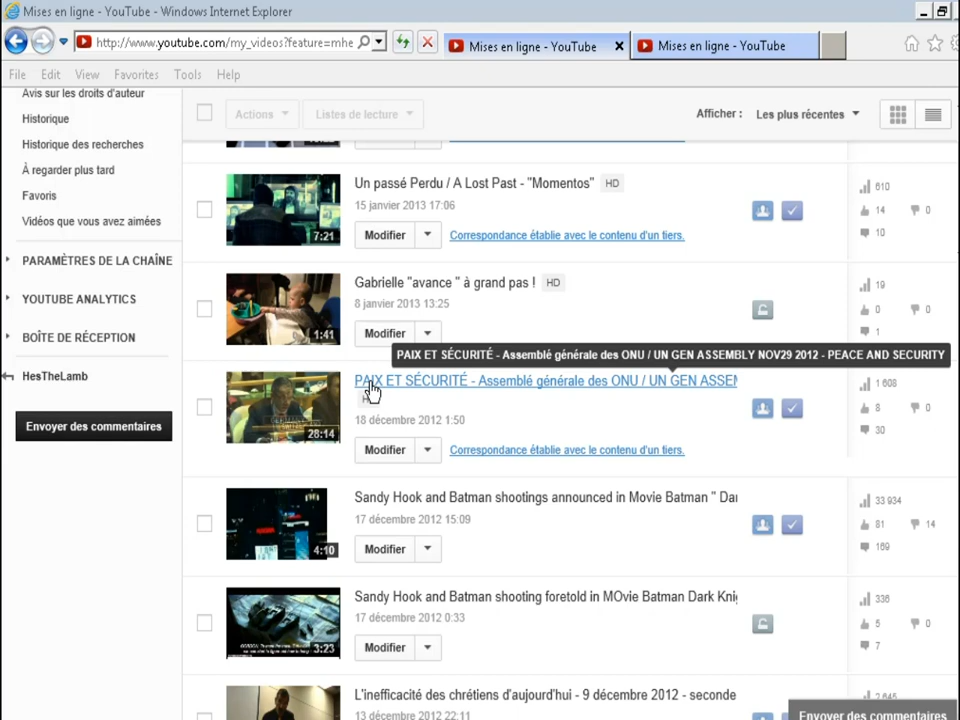 Mises en ligne - YouTube - Windows Internet Explorer
http://www.youtube.com/my_videos?feature=mhe
Mises en ligne - YouTube
Mises en ligne - YouTube
File Edit View Favorites Tools Help
Avis sur les droits d'auteur
Historique
Historique des recherches
À regarder plus tard
Favoris
Vidéos que vous avez aimées
PARAMÈTRES DE LA CHAÎNE
YOUTUBE ANALYTICS
BOÎTE DE RÉCEPTION
HesTheLamb
Envoyer des commentaires
Actions
Listes de lecture
Afficher :
Les plus récentes
Un passé Perdu / A Lost Past - "Momentos" HD
15 janvier 2013 17:06
7:21
Modifier
Correspondance établie avec le contenu d'un tiers.
610
14 0
10
Gabrielle "avance " à grand pas ! HD
8 janvier 2013 13:25
1:41
Modifier
19
0 0
1
PAIX ET SÉCURITÉ - Assemblé générale des ONU / UN GEN ASSEMBLY NOV29 2012 - PEACE AND SECURITY
PAIX ET SÉCURITÉ - Assemblé générale des ONU / UN GEN ASSEM
18 décembre 2012 1:50
28:14
Modifier
Correspondance établie avec le contenu d'un tiers.
1 608
8 0
30
Sandy Hook and Batman shootings announced in Movie Batman " Dar
17 décembre 2012 15:09
4:10
Modifier
33 934
81 14
169
Sandy Hook and Batman shooting foretold in MOvie Batman Dark Knig
17 décembre 2012 0:33
3:23
Modifier
336
5 0
7
L'inefficacité des chrétiens d'aujourd'hui - 9 décembre 2012 - seconde
13 décembre 2012 22:11
2 645
Envoyer des commentaires